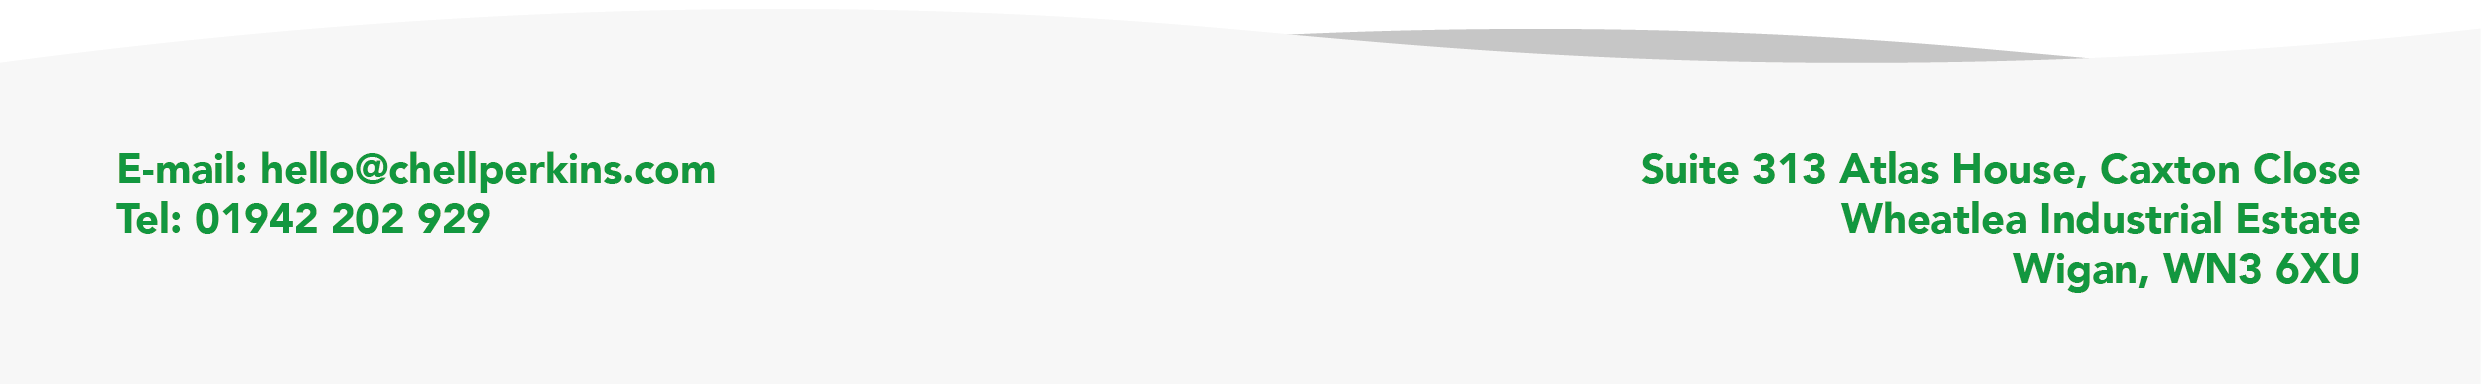 E-mail: hello@chellperkins.com
Tel: 01942 202 929
Suite 313 Atlas House, Caxton Close
Wheatlea Industrial Estate
Wigan, WN3 6XU